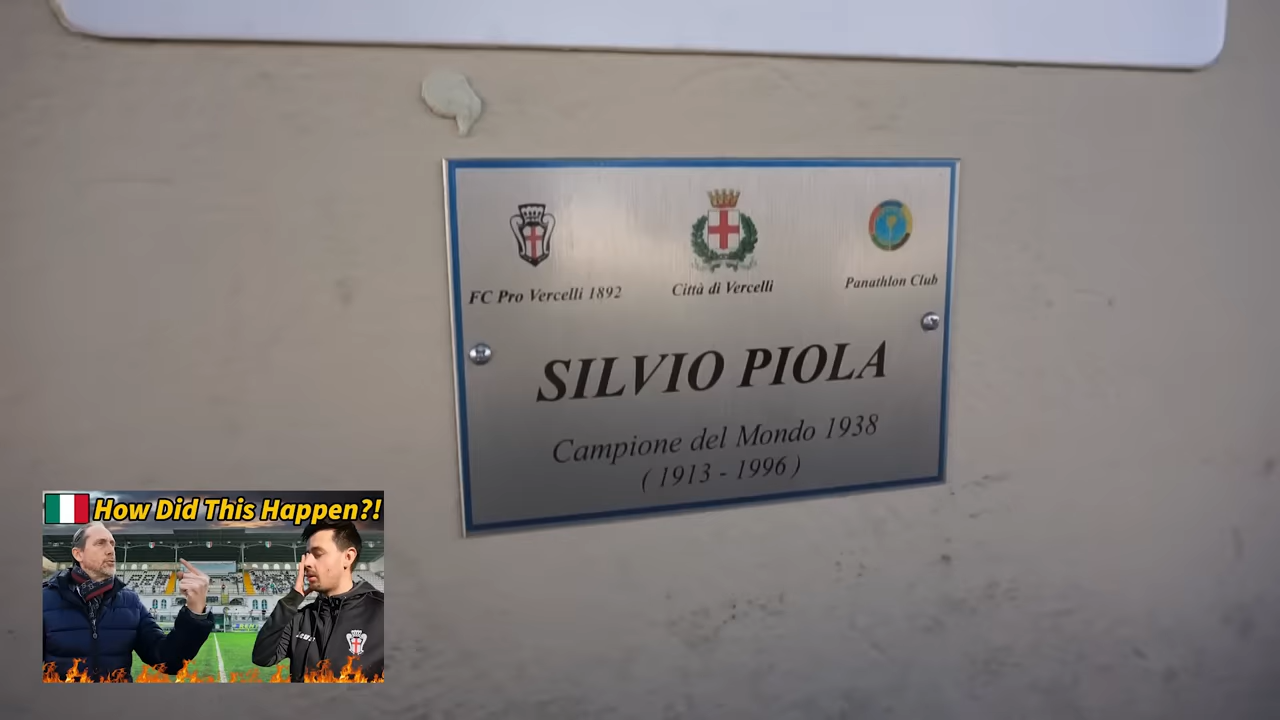 FC Pro Vercelli 1892
Città di Vercelli
Panathlon Club
SILVIO PIOLA
Campione del Mondo 1938
( 1913 - 1996 )
How Did This Happen?!